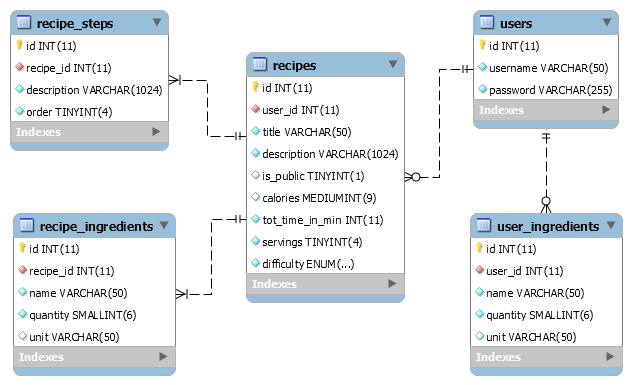 recipe_steps
id INT(11)
recipe_id INT(11)
description VARCHAR(1024)
order TINYINT(4)
Indexes
recipes
id INT(11)
user_id INT(11)
title VARCHAR(50)
description VARCHAR(1024)
is_public TINYINT(1)
calories MEDIUMINT(9)
tot_time_in_min INT(11)
servings TINYINT(4)
difficulty ENUM(...)
Indexes
users
id INT(11)
username VARCHAR(50)
password VARCHAR(255)
Indexes
recipe_ingredients
id INT(11)
recipe_id INT(11)
name VARCHAR(50)
quantity SMALLINT(6)
unit VARCHAR(50)
Indexes
user_ingredients
id INT(11)
user_id INT(11)
name VARCHAR(50)
quantity SMALLINT(6)
unit VARCHAR(50)
Indexes